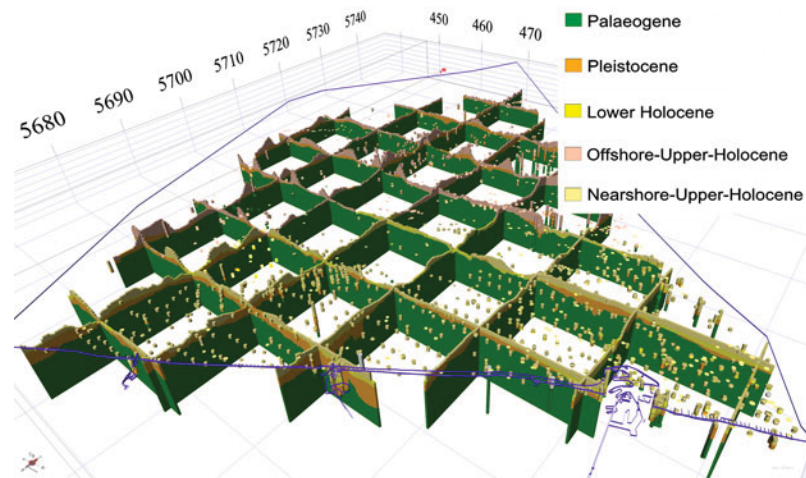 5680
5690
5700
5710
5720
5730
5740
450
460
470
Palaeogene
Pleistocene
Lower Holocene
Offshore-Upper-Holocene
Nearshore-Upper-Holocene